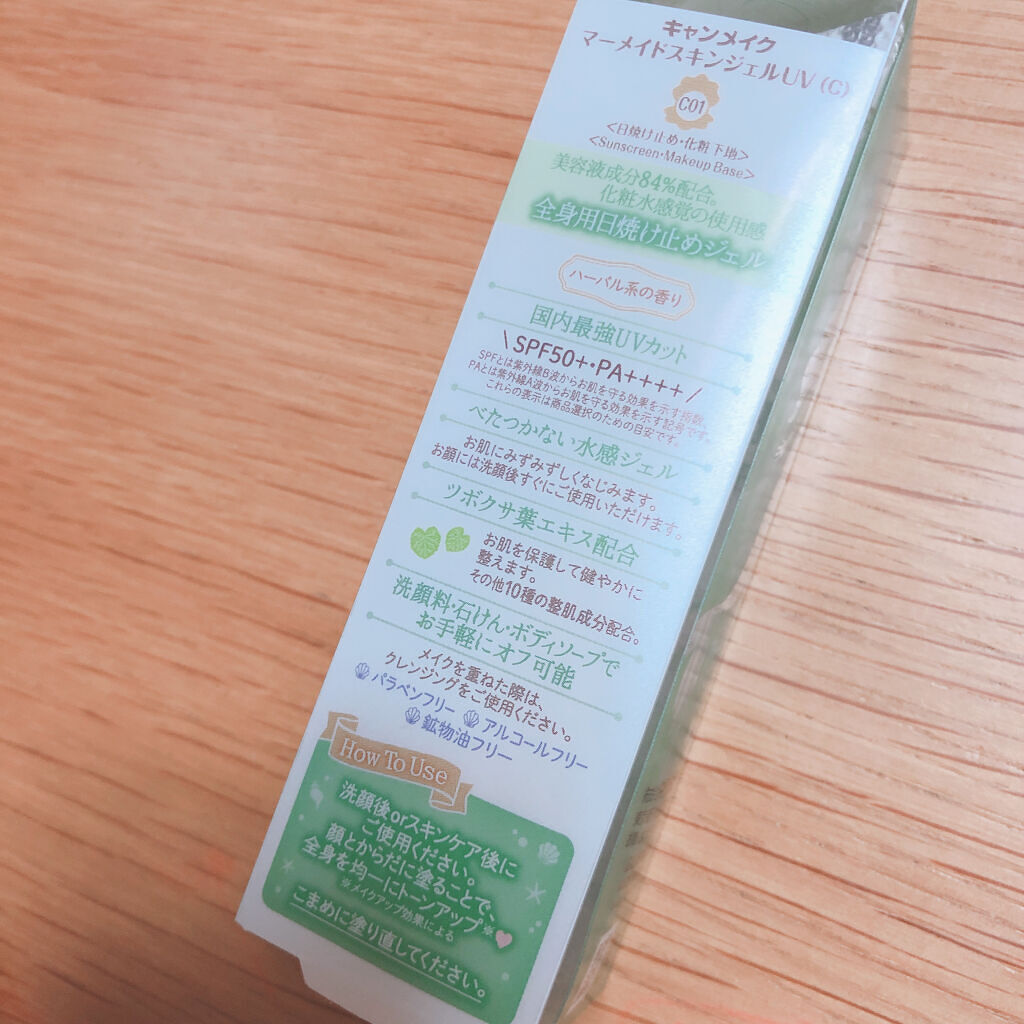 キャンメイク
マーメイドスキンジェルUV (C)
C01
<日焼け止め・化粧下地>
<Sunscreen・Makeup Base>
美容液成分84%配合。
化粧水感覚の使用感
全身用日焼け止めジェル
ハーバル系の香り
国内最強UVカット
\ SPF50+・PA++++ /
SPFとは紫外線B波からお肌を守る効果を示す指数、
PAとは紫外線A波からお肌を守る効果を示す記号です。
これらの表示は商品選択のための目安です。
べたつかない水感ジェル
お肌にみずみずしくなじみます。
お顔には洗顔後すぐにご使用いただけます。
ツボクサ葉エキス配合
お肌を保護して健やかに
整えます。
その他10種の整肌成分配合。
洗顔料・石けん・ボディソープで
お手軽にオフ可能
メイクを重ねた際は、
クレンジングをご使用ください。
パラベンフリー アルコールフリー
鉱物油フリー
How To Use
洗顔後orスキンケア後に
ご使用ください。
顔とからだに塗ることで、
全身を均一にトーンアップ※
※メイクアップ効果による
こまめに塗り直してください。